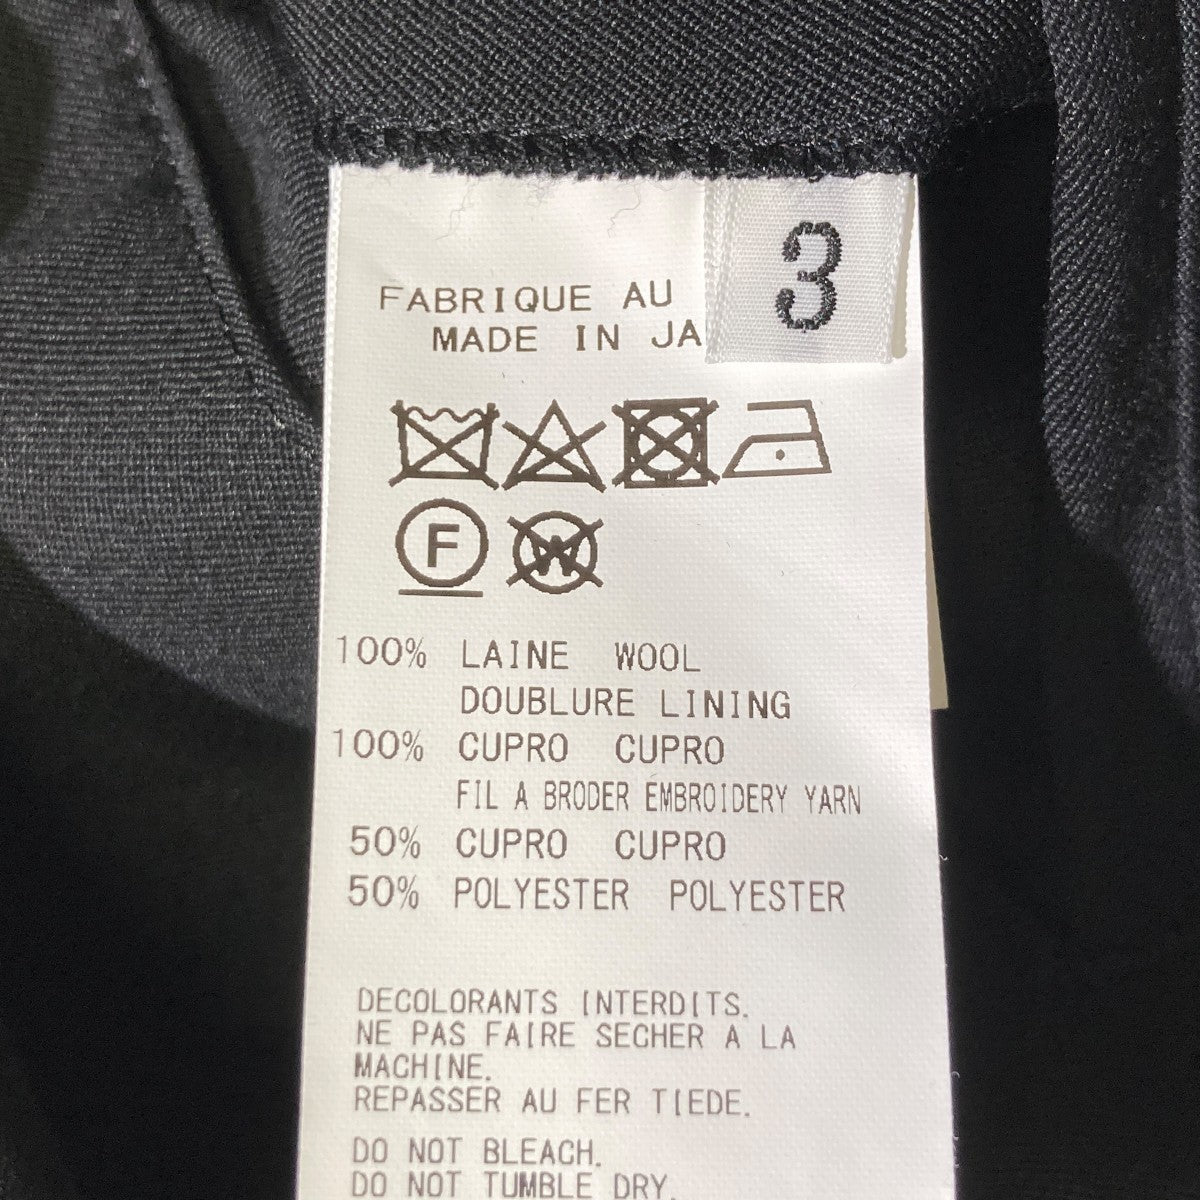 3
FABRIQUE AU
MADE IN JA
F
W
100% LAINE WOOL
DOUBLURE LINING
100% CUPRO CUPRO
FIL A BRODER EMBROIDERY YARN
50% CUPRO CUPRO
50% POLYESTER POLYESTER
DECOLORANTS INTERDITS.
NE PAS FAIRE SECHER A LA
MACHINE.
REPASSER AU FER TIEDE.
DO NOT BLEACH.
DO NOT TUMBLE DRY.